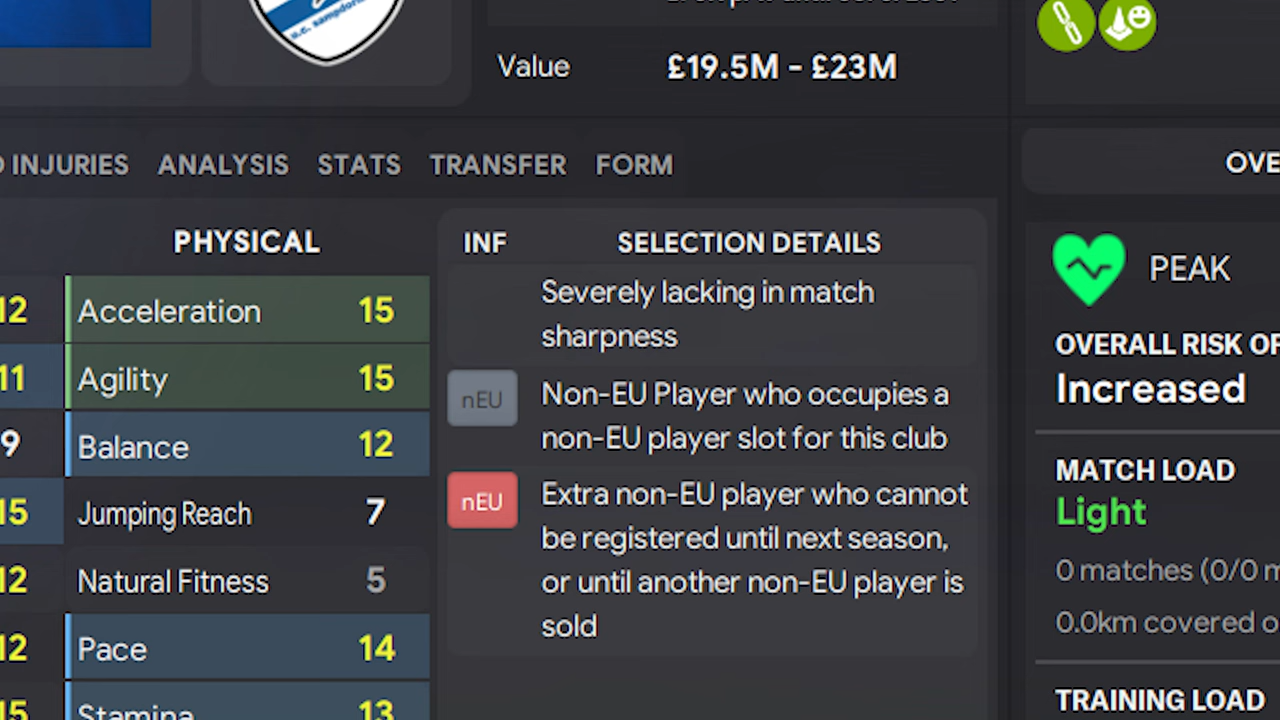 u.c. sampdoria
Value £19.5M - £23M
INJURIES ANALYSIS STATS TRANSFER FORM
OVE
PHYSICAL
INF SELECTION DETAILS
12 Acceleration 15
11 Agility 15
9 Balance 12
15 Jumping Reach 7
12 Natural Fitness 5
12 Pace 14
15 Stamina 13
Severely lacking in match
sharpness
nEU Non-EU Player who occupies a
non-EU player slot for this club
nEU Extra non-EU player who cannot
be registered until next season,
or until another non-EU player is
sold
PEAK
OVERALL RISK OF
Increased
MATCH LOAD
Light
0 matches (0/0 m
0.0km covered o
TRAINING LOAD